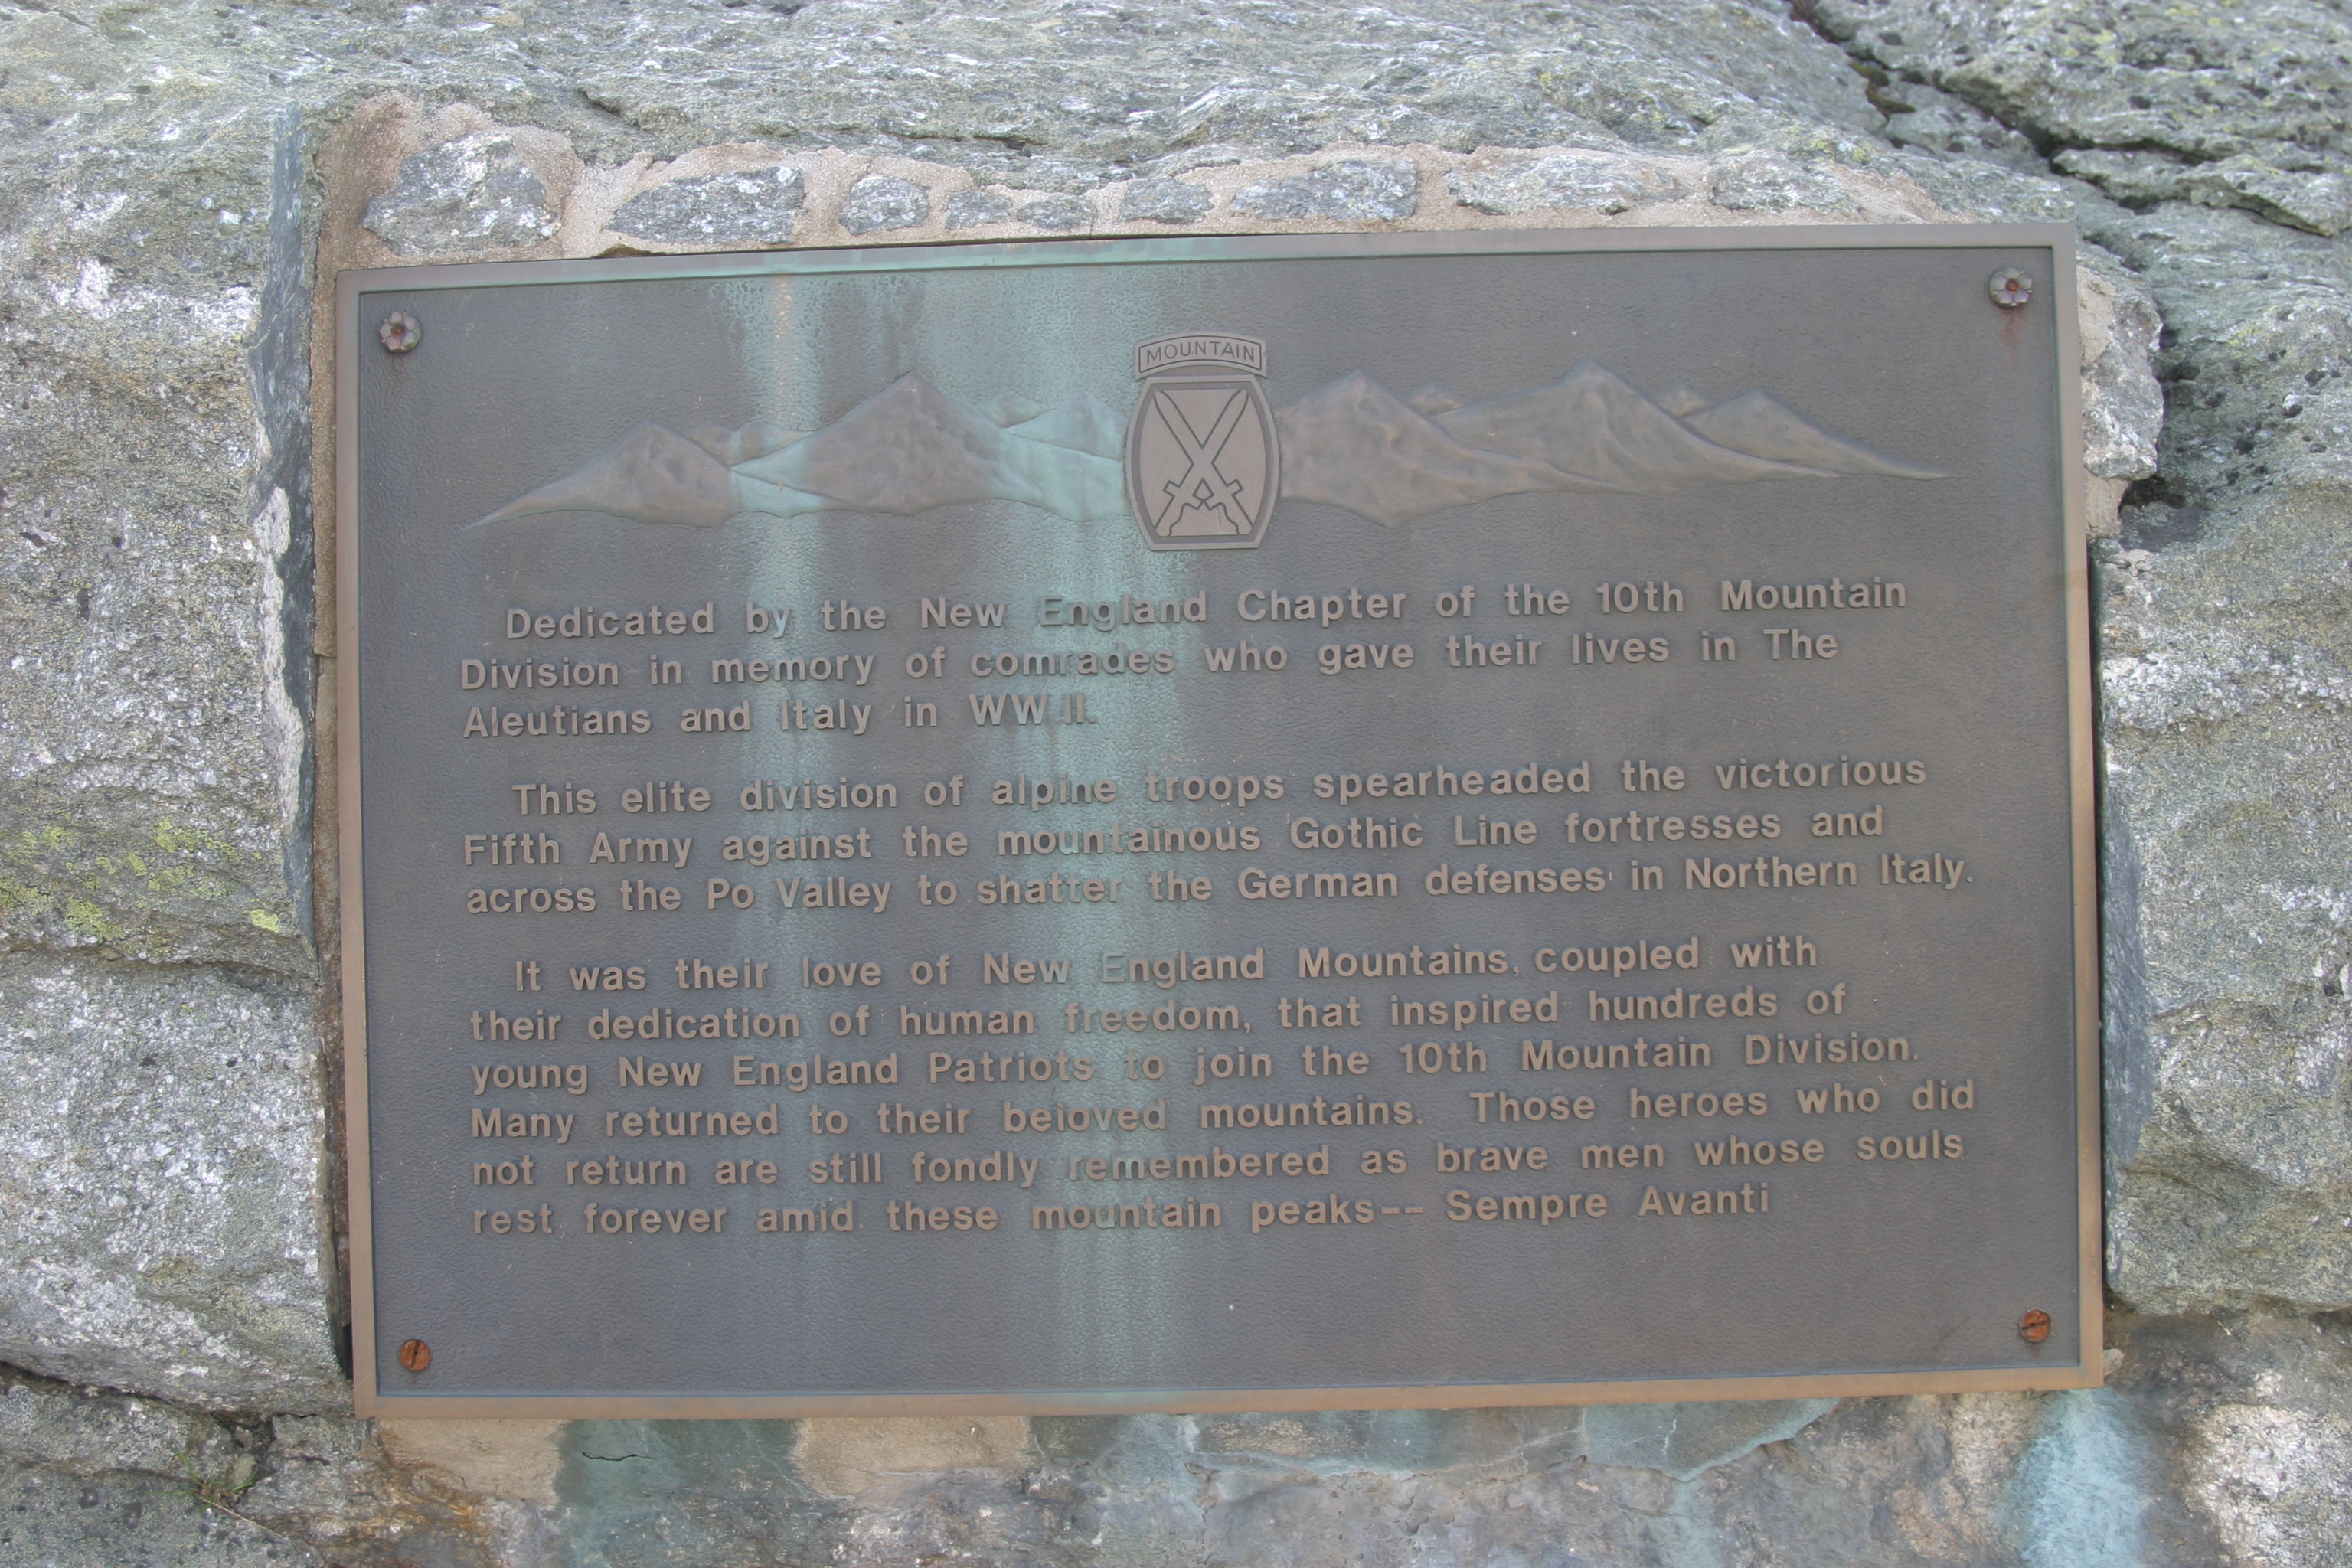 MOUNTAIN
Dedicated by the New England Chapter of the 10th Mountain
Division in memory of comrades who gave their lives in The
Aleutians and Italy in WW II.
This elite division of alpine troops spearheaded the victorious
Fifth Army against the mountainous Gothic Line fortresses and
across the Po Valley to shatter the German defenses in Northern Italy.
It was their love of New England Mountains, coupled with
their dedication of human freedom, that inspired hundreds of
young New England Patriots to join the 10th Mountain Division.
Many returned to their beloved mountains. Those heroes who did
not return are still fondly remembered as brave men whose souls
rest forever amid these mountain peaks-- Sempre Avanti